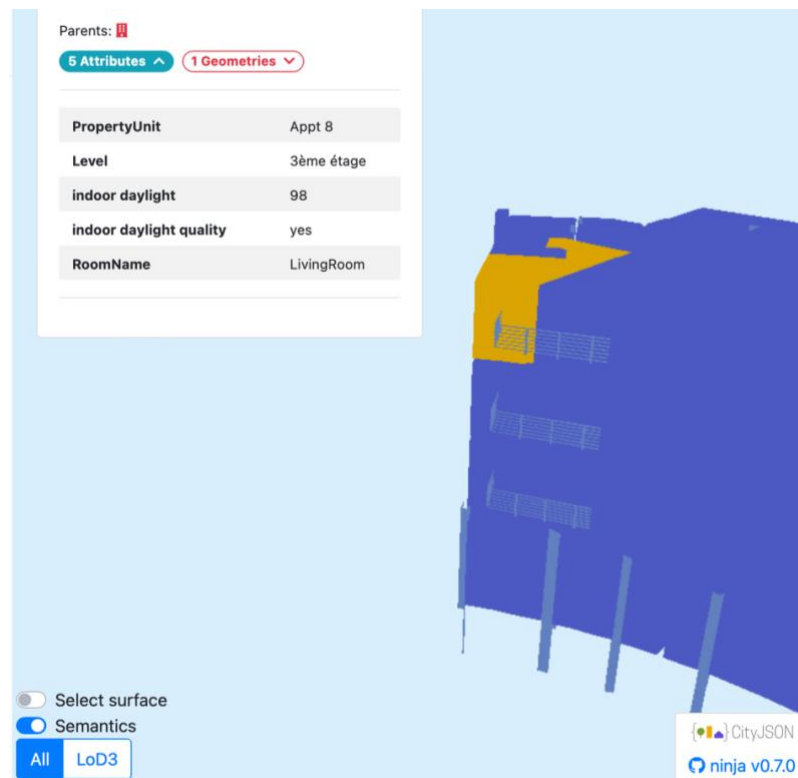 Parents:
5 Attributes
1 Geometries
PropertyUnit Appt 8
Level 3ème étage
indoor daylight 98
indoor daylight quality yes
RoomName LivingRoom
Select surface
Semantics
All LoD3
CityJSON
ninja v0.7.0